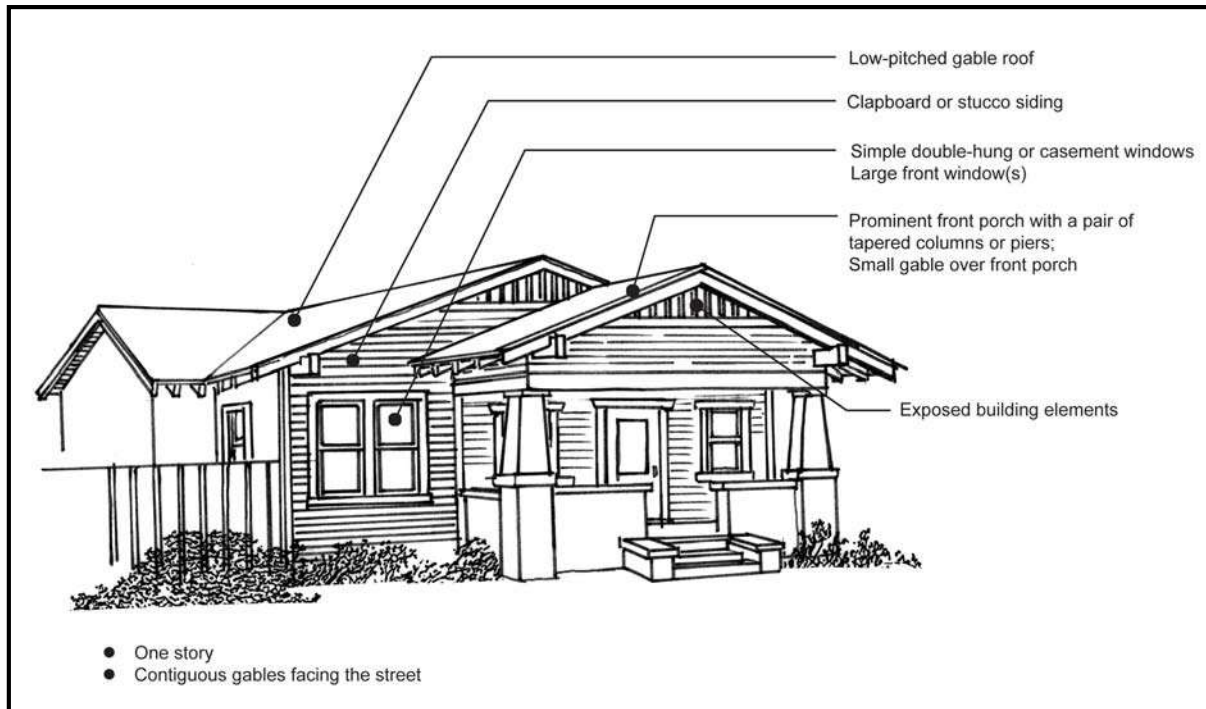 Low-pitched gable roof
Clapboard or stucco siding
Simple double-hung or casement windows
Large front window(s)
Prominent front porch with a pair of
tapered columns or piers;
Small gable over front porch
Exposed building elements
● One story
● Contiguous gables facing the street